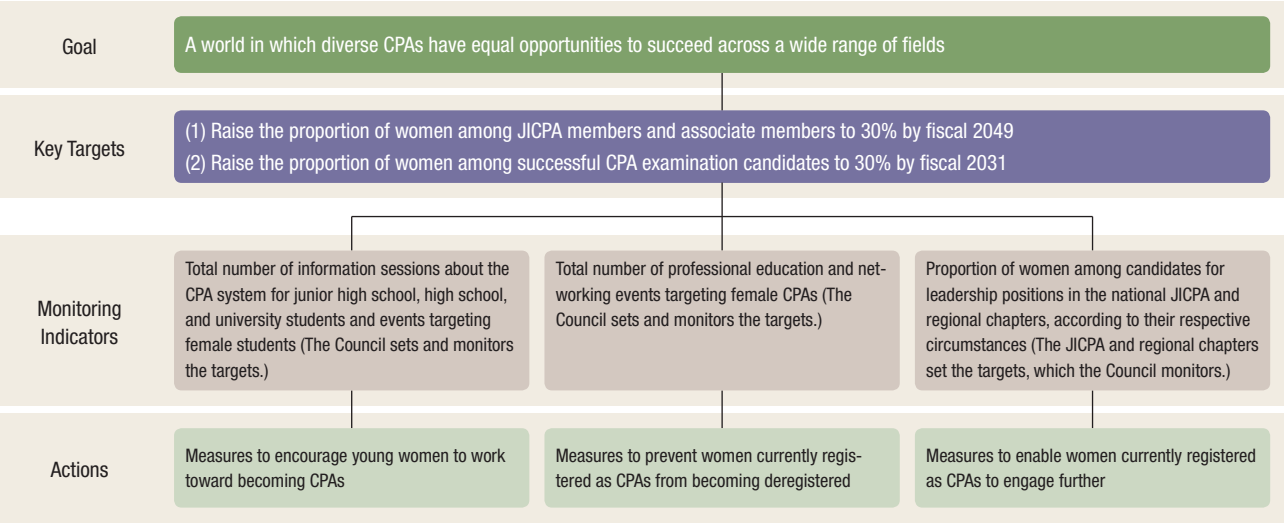 Goal
A world in which diverse CPAs have equal opportunities to succeed across a wide range of fields
Key Targets
(1) Raise the proportion of women among JICPA members and associate members to 30% by fiscal 2049
(2) Raise the proportion of women among successful CPA examination candidates to 30% by fiscal 2031
Monitoring
Indicators
Total number of information sessions about the
CPA system for junior high school, high school,
and university students and events targeting
female students (The Council sets and monitors
the targets.)
Total number of professional education and net-
working events targeting female CPAs (The
Council sets and monitors the targets.)
Proportion of women among candidates for
leadership positions in the national JICPA and
regional chapters, according to their respective
circumstances (The JICPA and regional chapters
set the targets, which the Council monitors.)
Actions
Measures to encourage young women to work
toward becoming CPAs
Measures to prevent women currently regis-
tered as CPAs from becoming deregistered
Measures to enable women currently registered
as CPAs to engage further